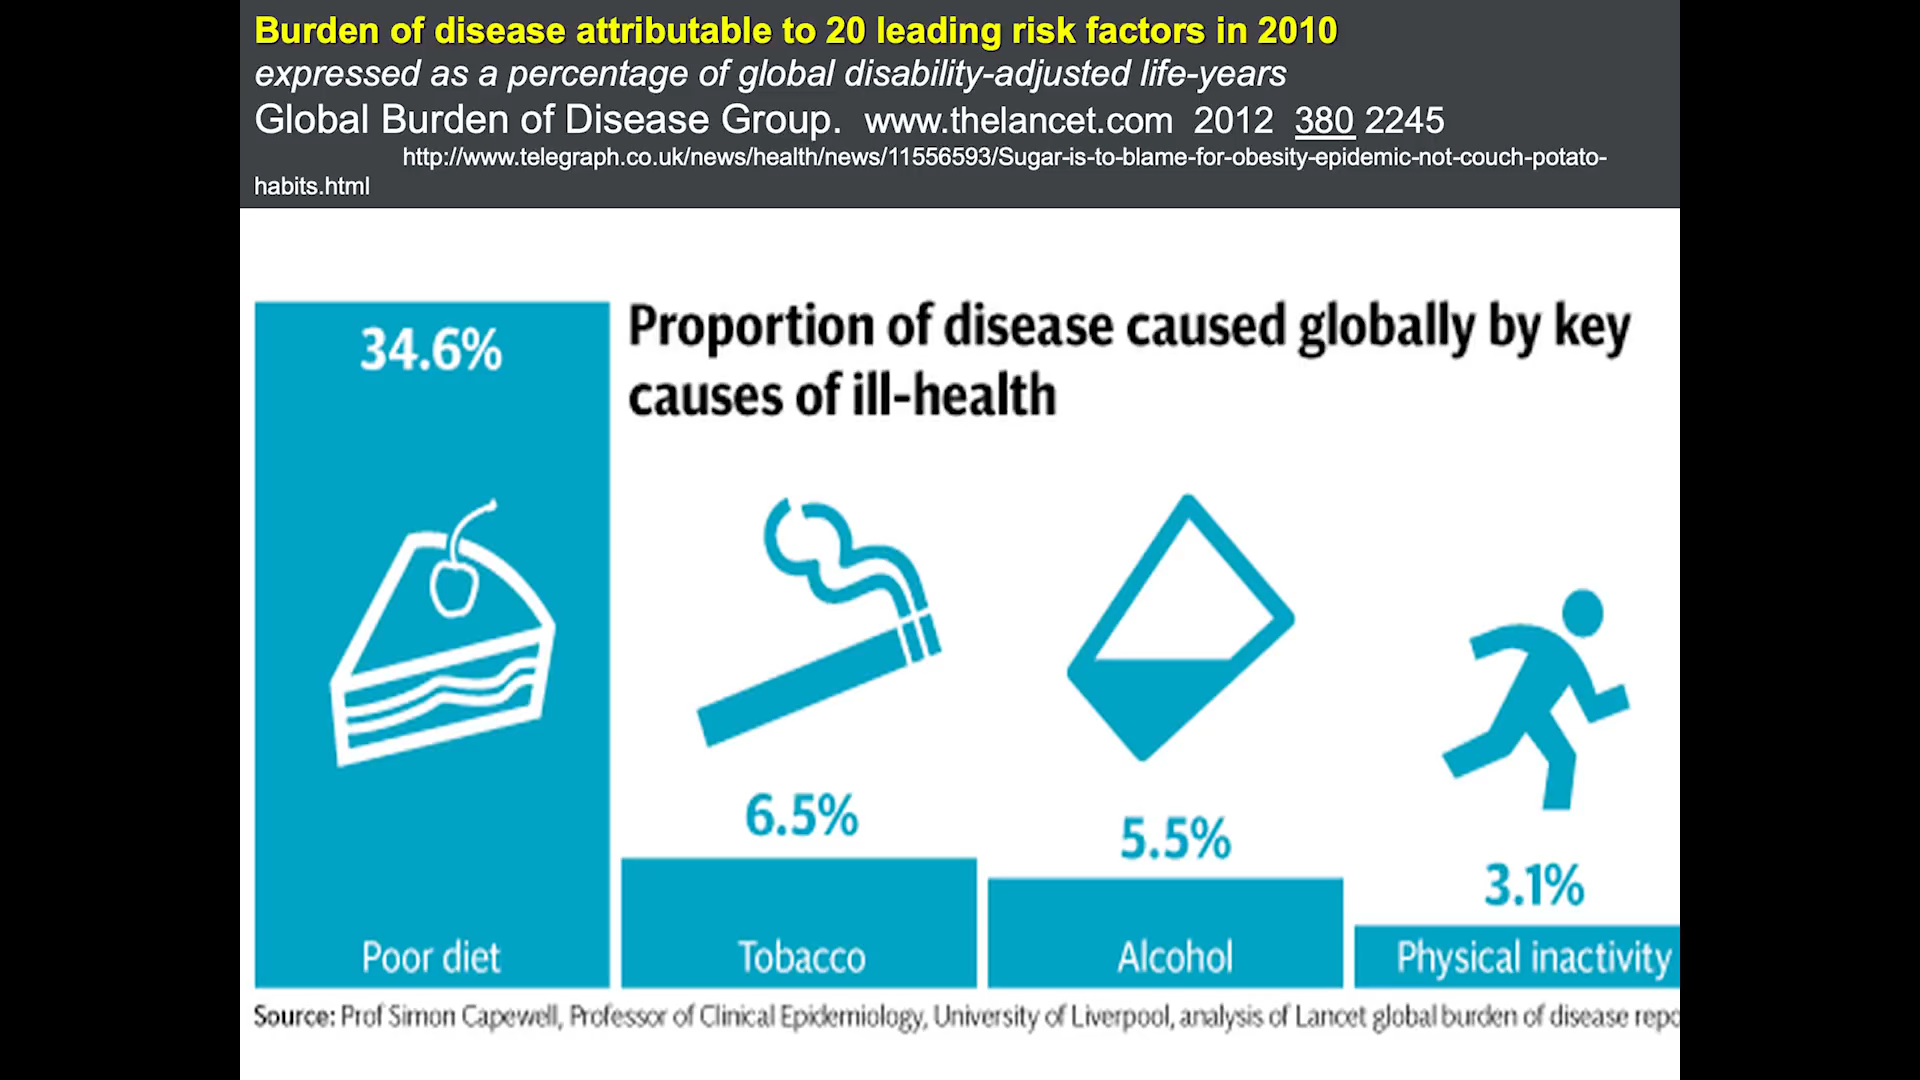 Burden of disease attributable to 20 leading risk factors in 2010
expressed as a percentage of global disability-adjusted life-years
Global Burden of Disease Group. www.thelancet.com 2012 380 2245
http://www.telegraph.co.uk/news/health/news/11556593/Sugar-is-to-blame-for-obesity-epidemic-not-couch-potato-
habits.html
34.6%
Proportion of disease caused globally by key
causes of ill-health
6.5%
5.5%
3.1%
Poor diet
Tobacco
Alcohol
Physical inactivity
Source: Prof Simon Capewell, Professor of Clinical Epidemiology, University of Liverpool, analysis of Lancet global burden of disease